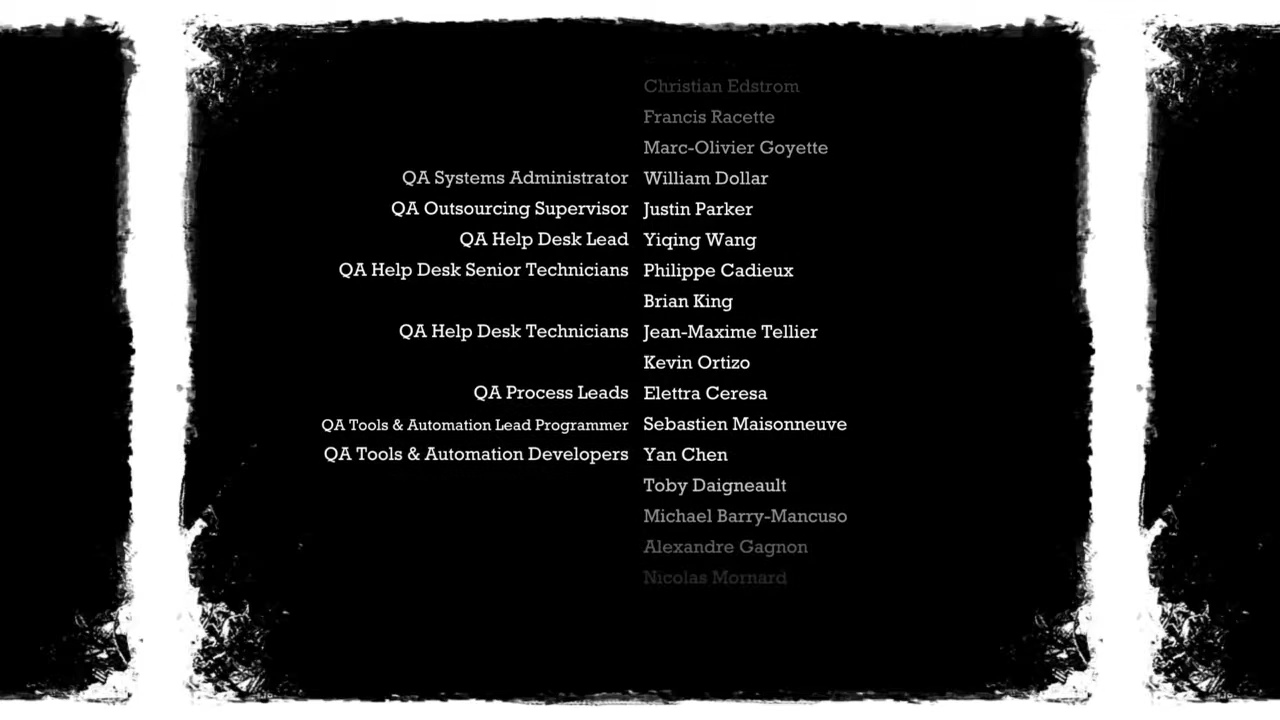 Christian Edstrom
Francis Racette
Marc-Olivier Goyette
QA Systems Administrator William Dollar
QA Outsourcing Supervisor Justin Parker
QA Help Desk Lead Yiqing Wang
QA Help Desk Senior Technicians Philippe Cadieux
Brian King
QA Help Desk Technicians Jean-Maxime Tellier
Kevin Ortizo
QA Process Leads Elettra Ceresa
QA Tools & Automation Lead Programmer Sebastien Maisonneuve
QA Tools & Automation Developers Yan Chen
Toby Daigneault
Michael Barry-Mancuso
Alexandre Gagnon
Nicolas Mornard